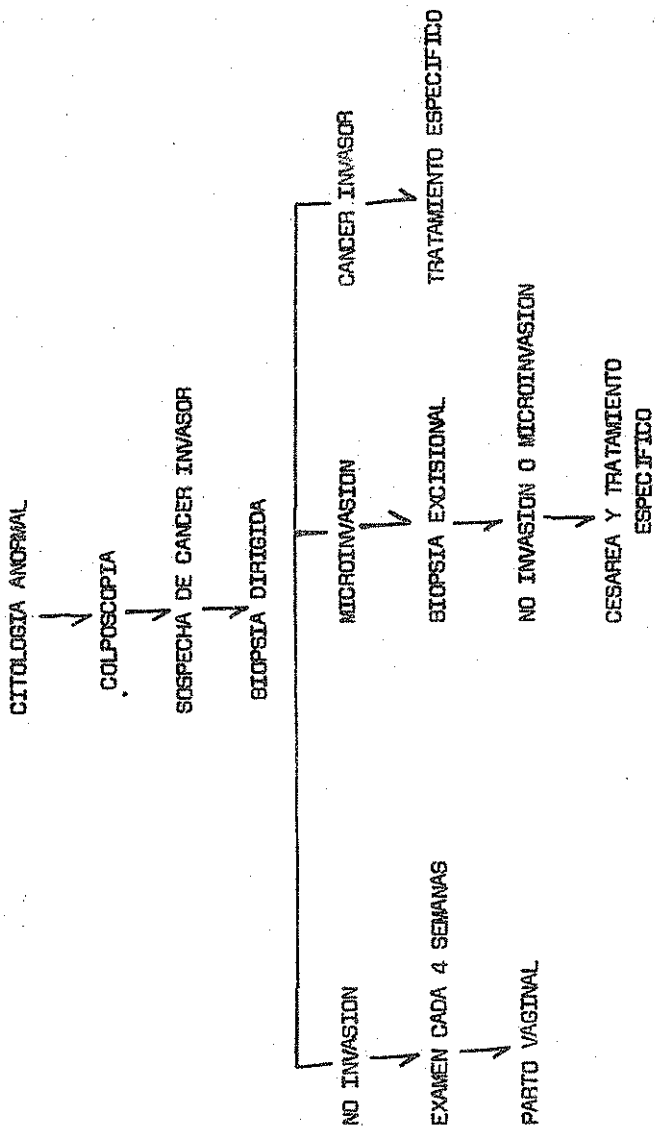 CITOLOGIA ANORMAL
COLPOSCOPIA
SOSPECHA DE CANCER INVASOR
BIOPSIA DIRIGIDA
NO INVASION
EXAMEN CADA 4 SEMANAS
PARTO VAGINAL
MICROINVASION
BIOPSIA EXCISIONAL
NO INVASION O MICROINVASION
CESAREA Y TRATAMIENTO
ESPECIFICO
CANCER INVASOR
TRATAMIENTO ESPECIFICO